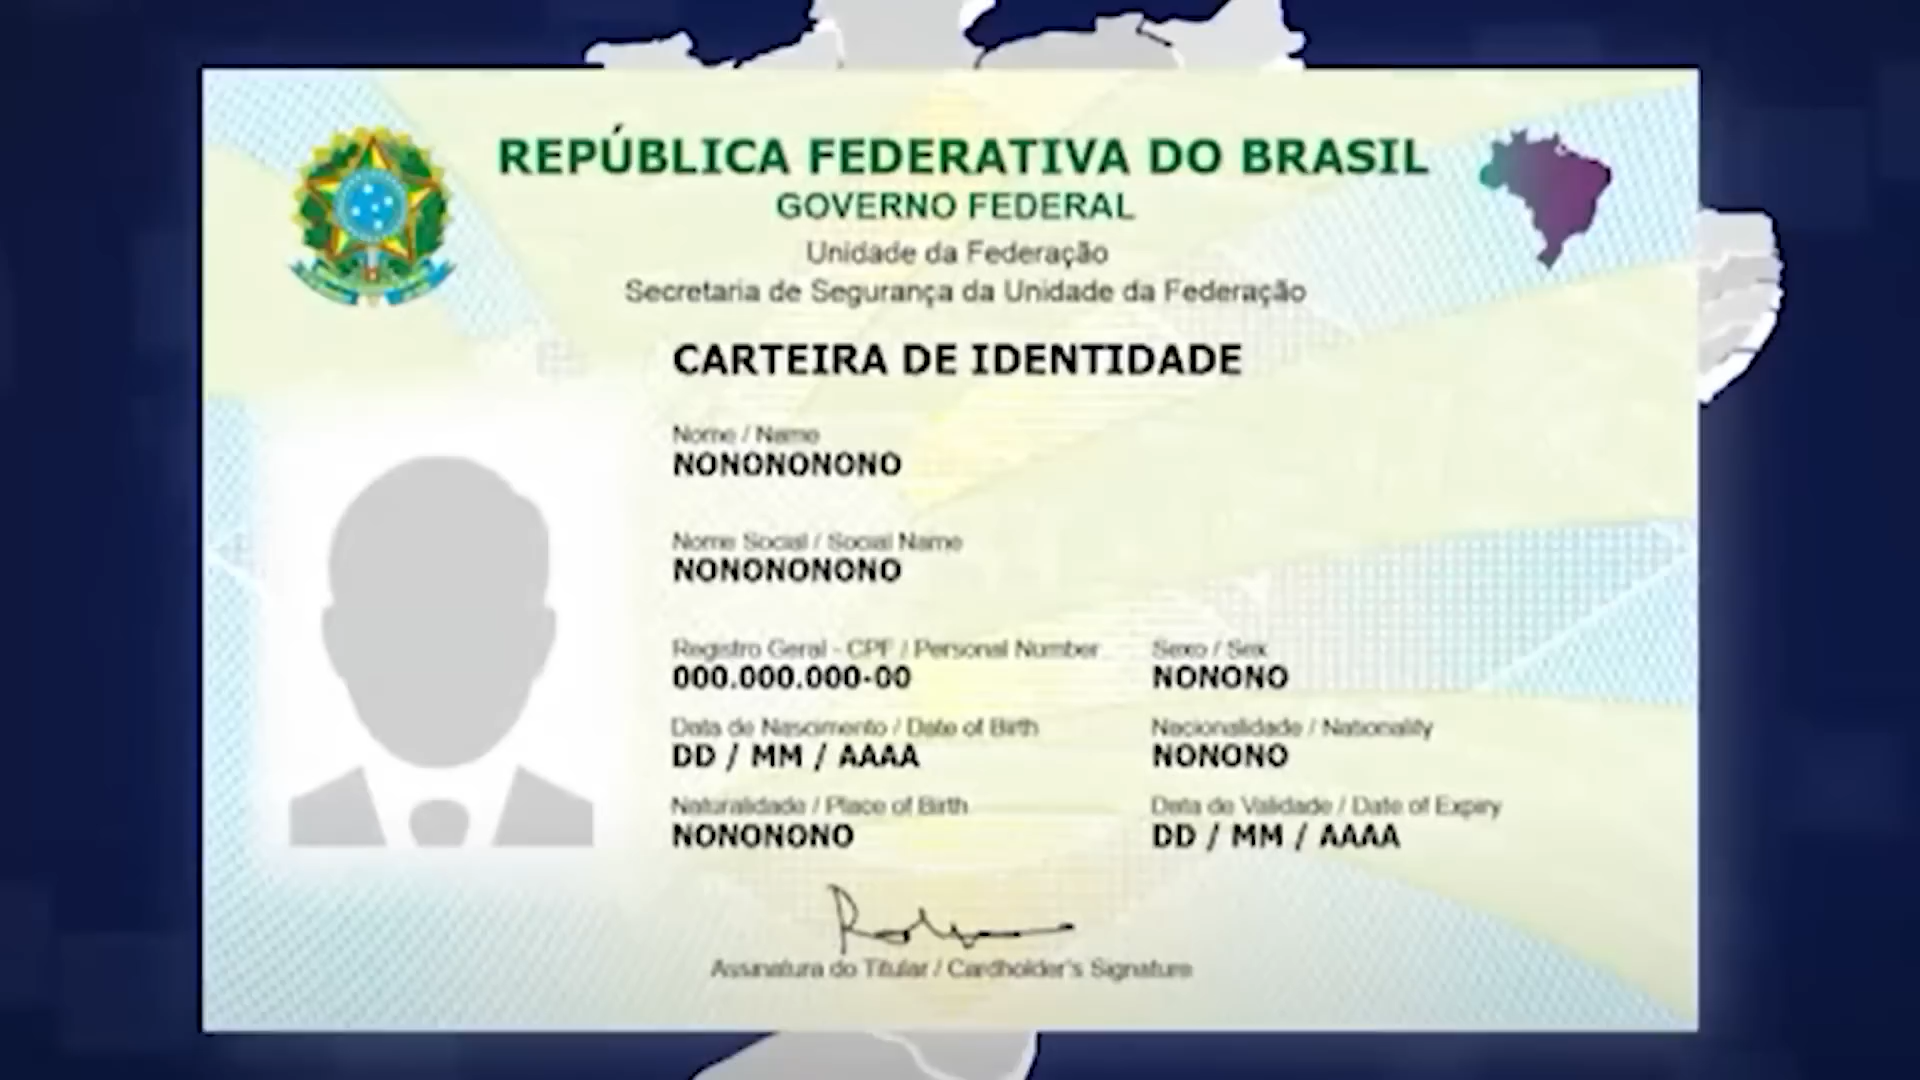 REPÚBLICA FEDERATIVA DO BRASIL
GOVERNO FEDERAL
Unidade da Federação
Secretaria de Segurança da Unidade da Federação
CARTEIRA DE IDENTIDADE
Nome / Name
NONONONONO
Nome Social / Social Name
NONONONONO
Registro Geral - CPF / Personal Number Sexo / Sex
000.000.000-00 NONONO
Data de Nascimento / Date of Birth Nacionalidade / Nationality
DD / MM / AAAA NONONO
Naturalidade / Place of Birth Data de Validade / Date of Expiry
NONONONO DD / MM / AAAA
Assinatura do Titular / Cardholder's Signature